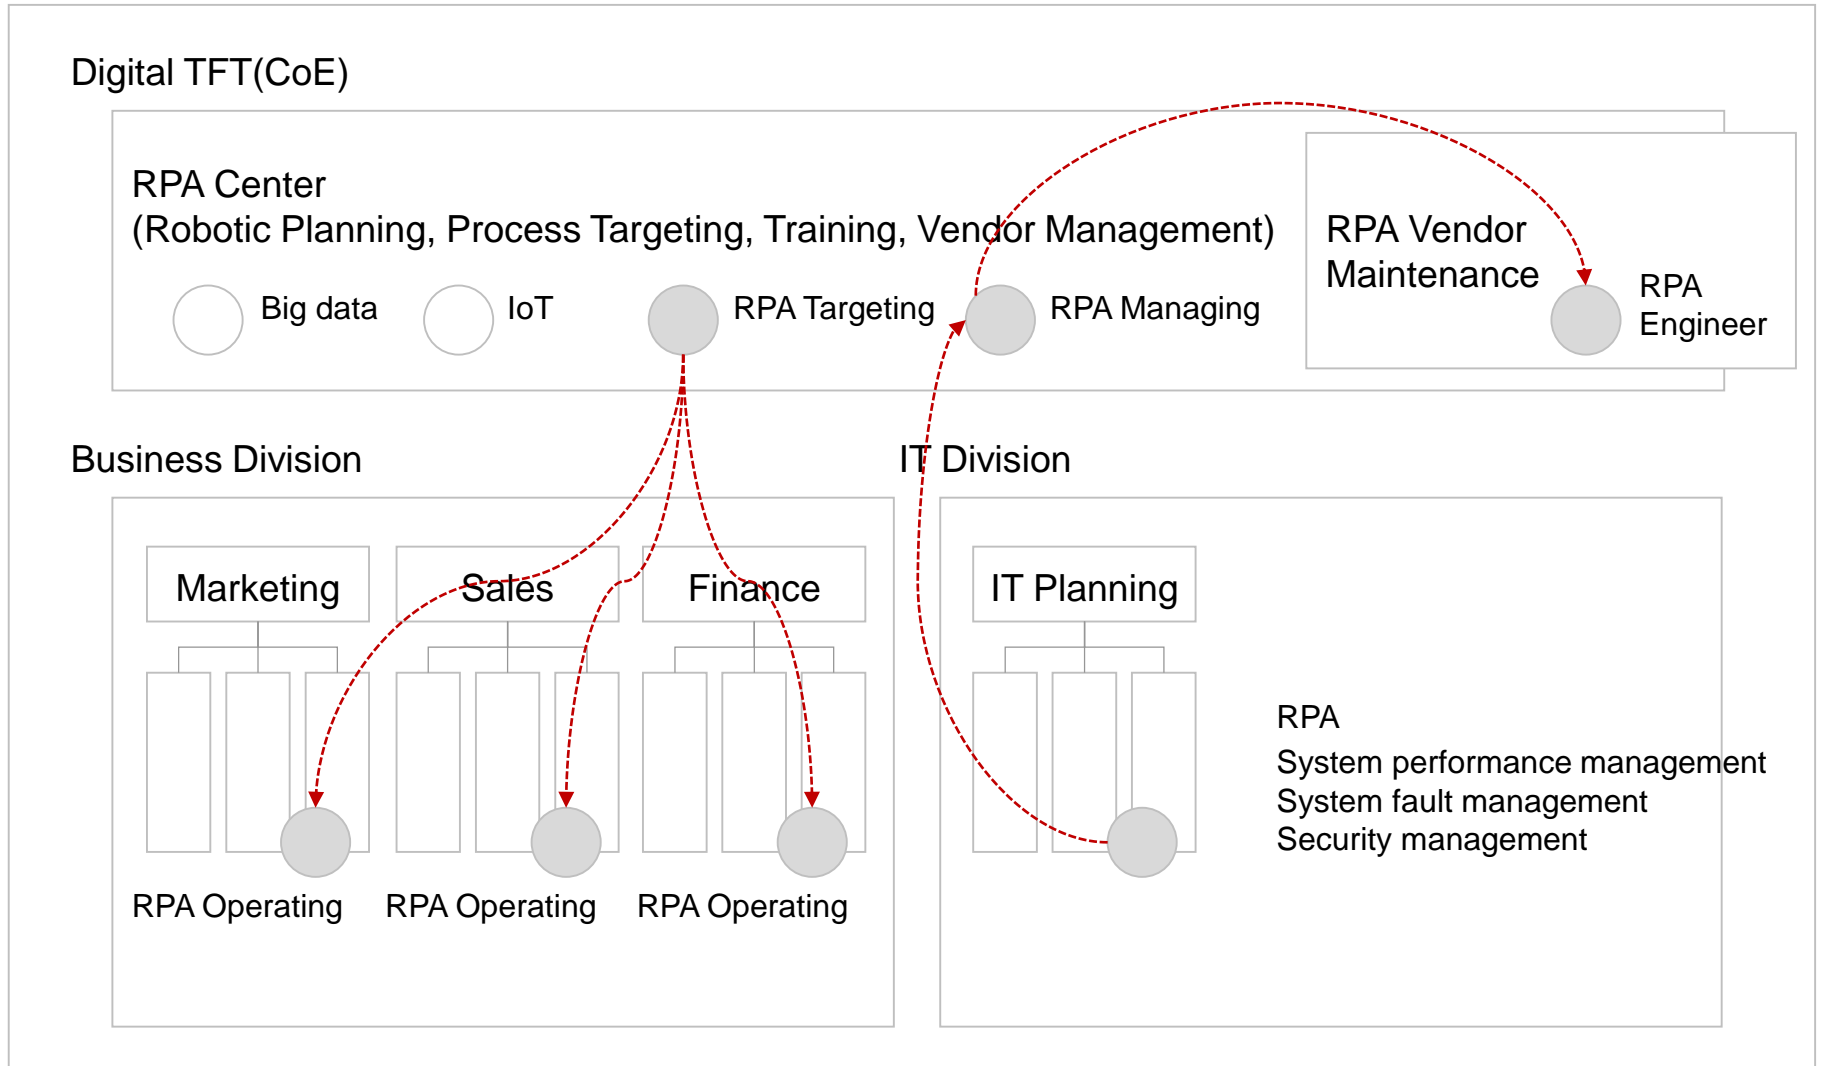 Digital TFT(CoE)
RPA Center
(Robotic Planning, Process Targeting, Training, Vendor Management)
RPA Vendor
Maintenance
Big data
IoT
RPA Targeting
RPA Managing
RPA
Engineer
Business Division
IT Division
Marketing
Sales
Finance
IT Planning
RPA
System performance management
System fault management
Security management
RPA Operating
RPA Operating
RPA Operating